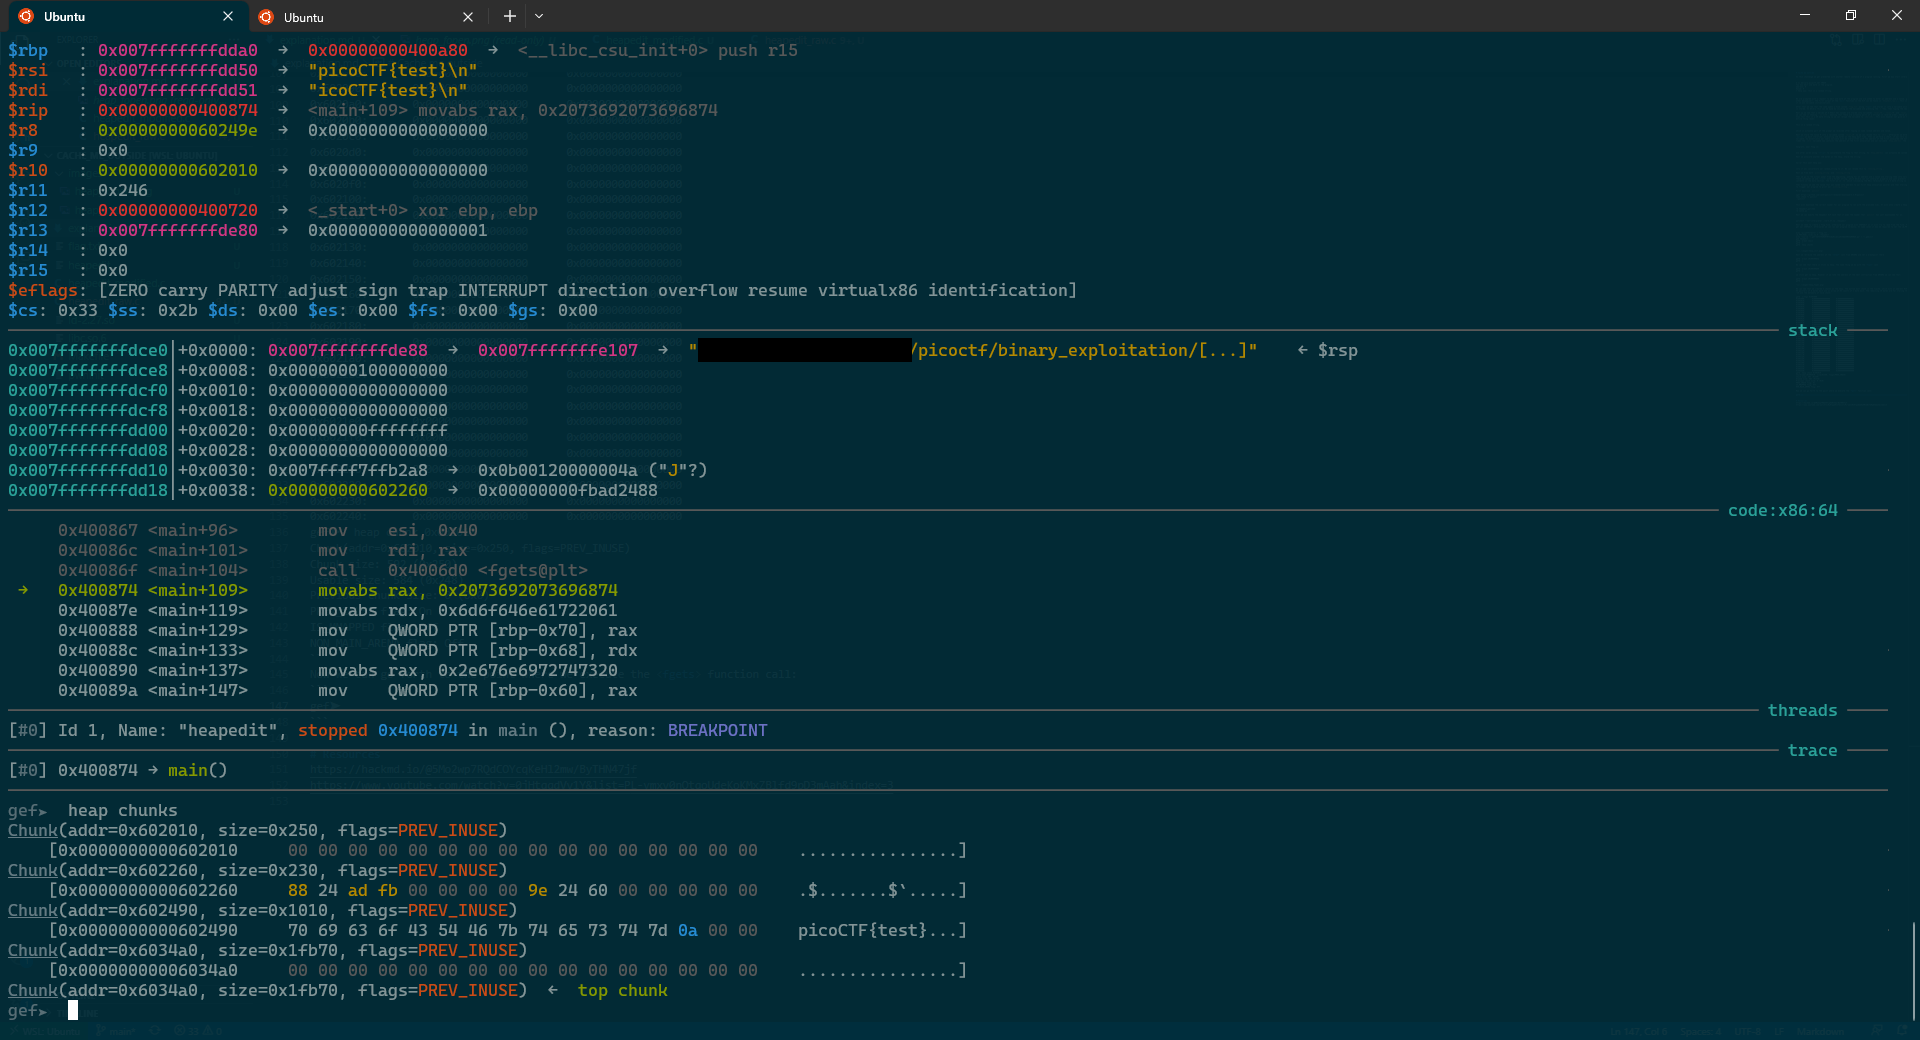 Ubuntu Ubuntu
$rbp   : 0x007fffffffdda0  →  0x00000000400a80  →  <__libc_csu_init+0> push r15
$rsi   : 0x007fffffffdd50  →  "picoCTF{test}\n"
$rdi   : 0x007fffffffdd51  →  "icoCTF{test}\n"
$rip   : 0x00000000400874  →  <main+109> movabs rax, 0x2073692073696874
$r8    : 0x0000000060249e  →  0x0000000000000000
$r9    : 0x0
$r10   : 0x00000000602010  →  0x0000000000000000
$r11   : 0x246
$r12   : 0x00000000400720  →  <_start+0> xor ebp, ebp
$r13   : 0x007fffffffde80  →  0x0000000000000001
$r14   : 0x0
$r15   : 0x0
$eflags: [ZERO carry PARITY adjust sign trap INTERRUPT direction overflow resume virtualx86 identification]
$cs: 0x33 $ss: 0x2b $ds: 0x00 $es: 0x00 $fs: 0x00 $gs: 0x00
stack
0x007fffffffdce0│+0x0000: 0x007fffffffde88  →  0x007fffffffe107  →  "/picoctf/binary_exploitation/[...]"    ← $rsp
0x007fffffffdce8│+0x0008: 0x0000000100000000
0x007fffffffdcf0│+0x0010: 0x0000000000000000
0x007fffffffdcf8│+0x0018: 0x0000000000000000
0x007fffffffdd00│+0x0020: 0x00000000ffffffff
0x007fffffffdd08│+0x0028: 0x0000000000000000
0x007fffffffdd10│+0x0030: 0x007ffff7ffb2a8  →  0x0b00120000004a ("J"?)
0x007fffffffdd18│+0x0038: 0x00000000602260  →  0x00000000fbad2488
code:x86:64
0x400867 <main+96>        mov    esi, 0x40
0x40086c <main+101>       mov    rdi, rax
0x40086f <main+104>       call   0x4006d0 <fgets@plt>
→   0x400874 <main+109>       movabs rax, 0x2073692073696874
0x40087e <main+119>       movabs rdx, 0x6d6f646e61722061
0x400888 <main+129>       mov    QWORD PTR [rbp-0x70], rax
0x40088c <main+133>       mov    QWORD PTR [rbp-0x68], rdx
0x400890 <main+137>       movabs rax, 0x2e676e6972747320
0x40089a <main+147>       mov    QWORD PTR [rbp-0x60], rax
threads
[#0] Id 1, Name: "heapedit", stopped 0x400874 in main (), reason: BREAKPOINT
trace
[#0] 0x400874 → main()
gef➤  heap chunks
Chunk(addr=0x602010, size=0x250, flags=PREV_INUSE)
[0x0000000000602010     00 00 00 00 00 00 00 00 00 00 00 00 00 00 00 00    ................]
Chunk(addr=0x602260, size=0x230, flags=PREV_INUSE)
[0x0000000000602260     88 24 ad fb 00 00 00 00 9e 24 60 00 00 00 00 00    .$.......$`.....]
Chunk(addr=0x602490, size=0x1010, flags=PREV_INUSE)
[0x0000000000602490     70 69 63 6f 43 54 46 7b 74 65 73 74 7d 0a 00 00    picoCTF{test}...]
Chunk(addr=0x6034a0, size=0x1fb70, flags=PREV_INUSE)
[0x00000000006034a0     00 00 00 00 00 00 00 00 00 00 00 00 00 00 00 00    ................]
Chunk(addr=0x6034a0, size=0x1fb70, flags=PREV_INUSE)  ←  top chunk
gef➤